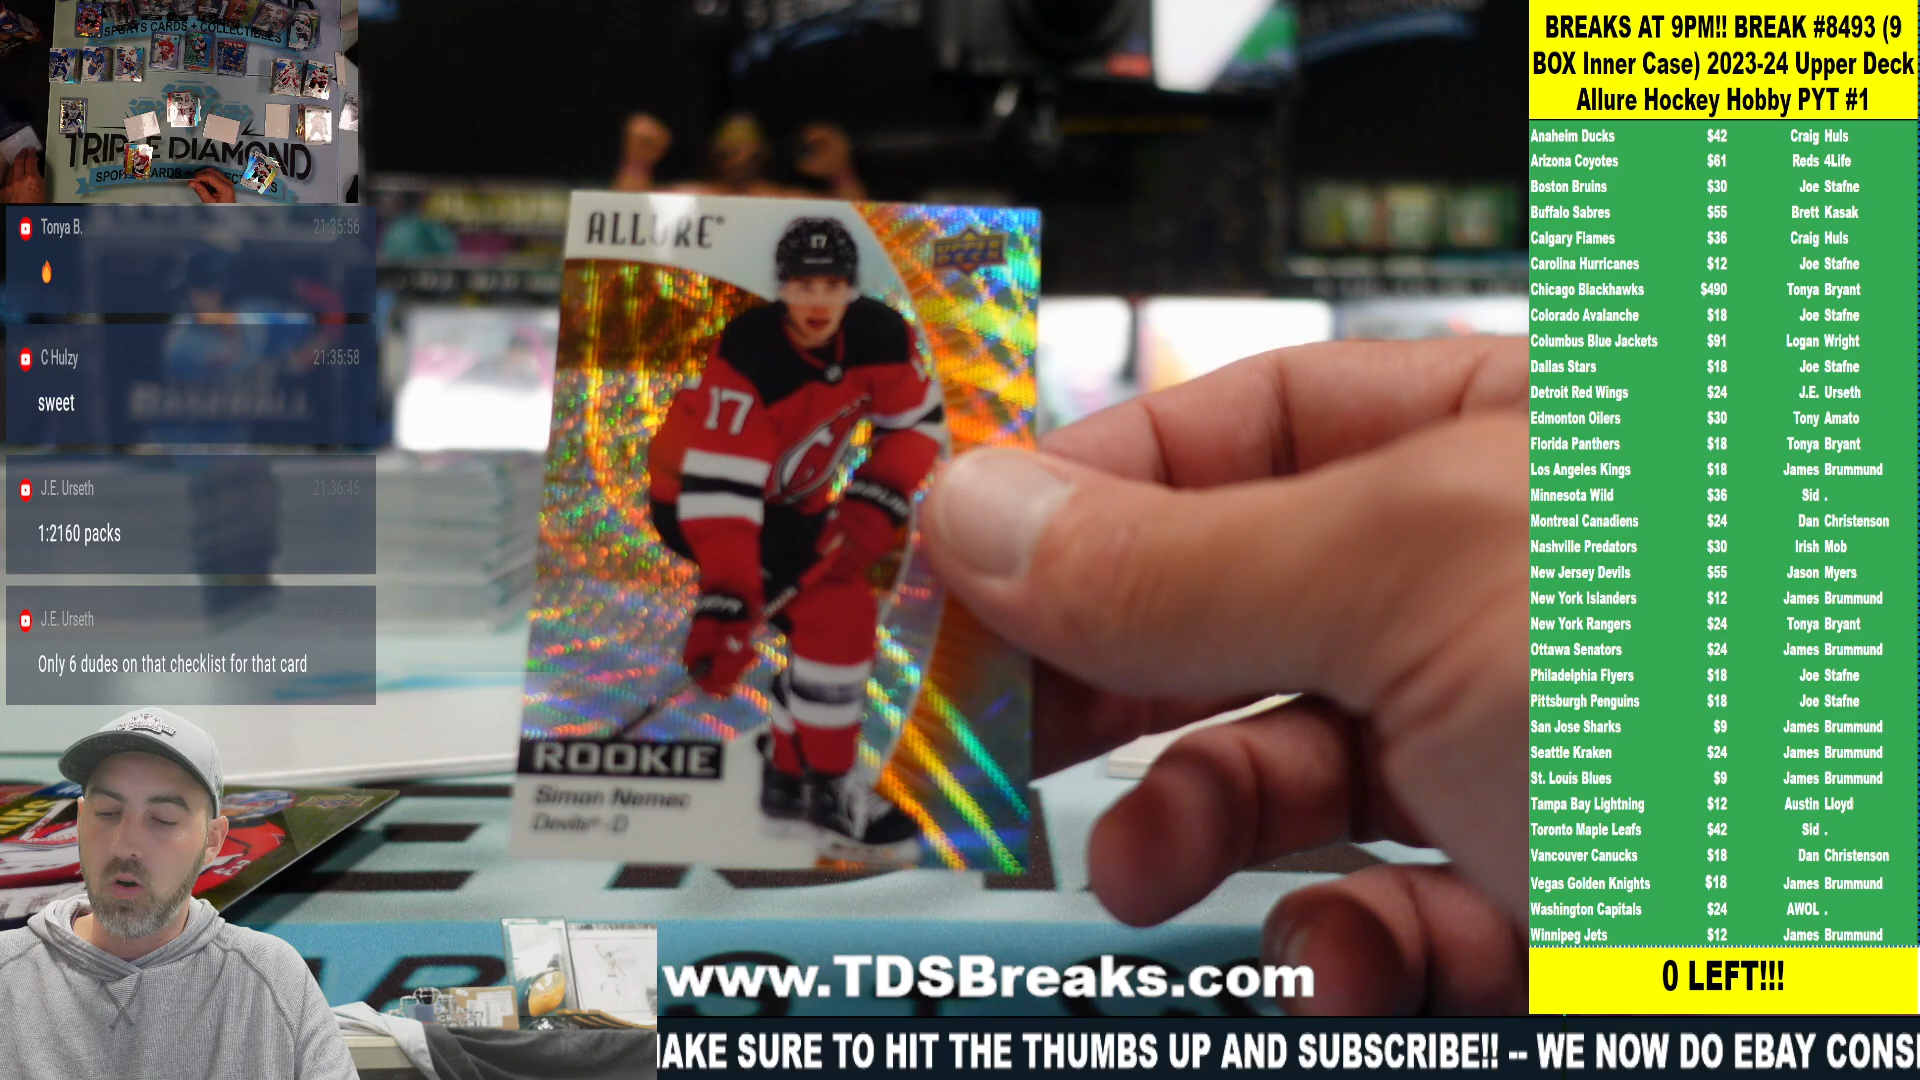 SPORTS CARDS + COLLECTIBLES
TRIPLE DIAMOND
Tonya B. 21:35:56
🔥
C Hulzy 21:35:58
sweet
J.E. Urseth 21:36:46
1:2160 packs
J.E. Urseth
Only 6 dudes on that checklist for that card
ALLURE
UPPER DECK
17
17
ROOKIE
Simon Nemec
Devils® -D
www.TDSBreaks.com
MAKE SURE TO HIT THE THUMBS UP AND SUBSCRIBE!! -- WE NOW DO EBAY CONSI
BREAKS AT 9PM!! BREAK #8493 (9
BOX Inner Case) 2023-24 Upper Deck
Allure Hockey Hobby PYT #1
Anaheim Ducks $42 Craig Huls
Arizona Coyotes $61 Reds 4Life
Boston Bruins $30 Joe Stafne
Buffalo Sabres $55 Brett Kasak
Calgary Flames $36 Craig Huls
Carolina Hurricanes $12 Joe Stafne
Chicago Blackhawks $490 Tonya Bryant
Colorado Avalanche $18 Joe Stafne
Columbus Blue Jackets $91 Logan Wright
Dallas Stars $18 Joe Stafne
Detroit Red Wings $24 J.E. Urseth
Edmonton Oilers $30 Tony Amato
Florida Panthers $18 Tonya Bryant
Los Angeles Kings $18 James Brummund
Minnesota Wild $36 Sid .
Montreal Canadiens $24 Dan Christenson
Nashville Predators $30 Irish Mob
New Jersey Devils $55 Jason Myers
New York Islanders $12 James Brummund
New York Rangers $24 Tonya Bryant
Ottawa Senators $24 James Brummund
Philadelphia Flyers $18 Joe Stafne
Pittsburgh Penguins $18 Joe Stafne
San Jose Sharks $9 James Brummund
Seattle Kraken $24 James Brummund
St. Louis Blues $9 James Brummund
Tampa Bay Lightning $12 Austin Lloyd
Toronto Maple Leafs $42 Sid .
Vancouver Canucks $18 Dan Christenson
Vegas Golden Knights $18 James Brummund
Washington Capitals $24 AWOL .
Winnipeg Jets $12 James Brummund
0 LEFT!!!